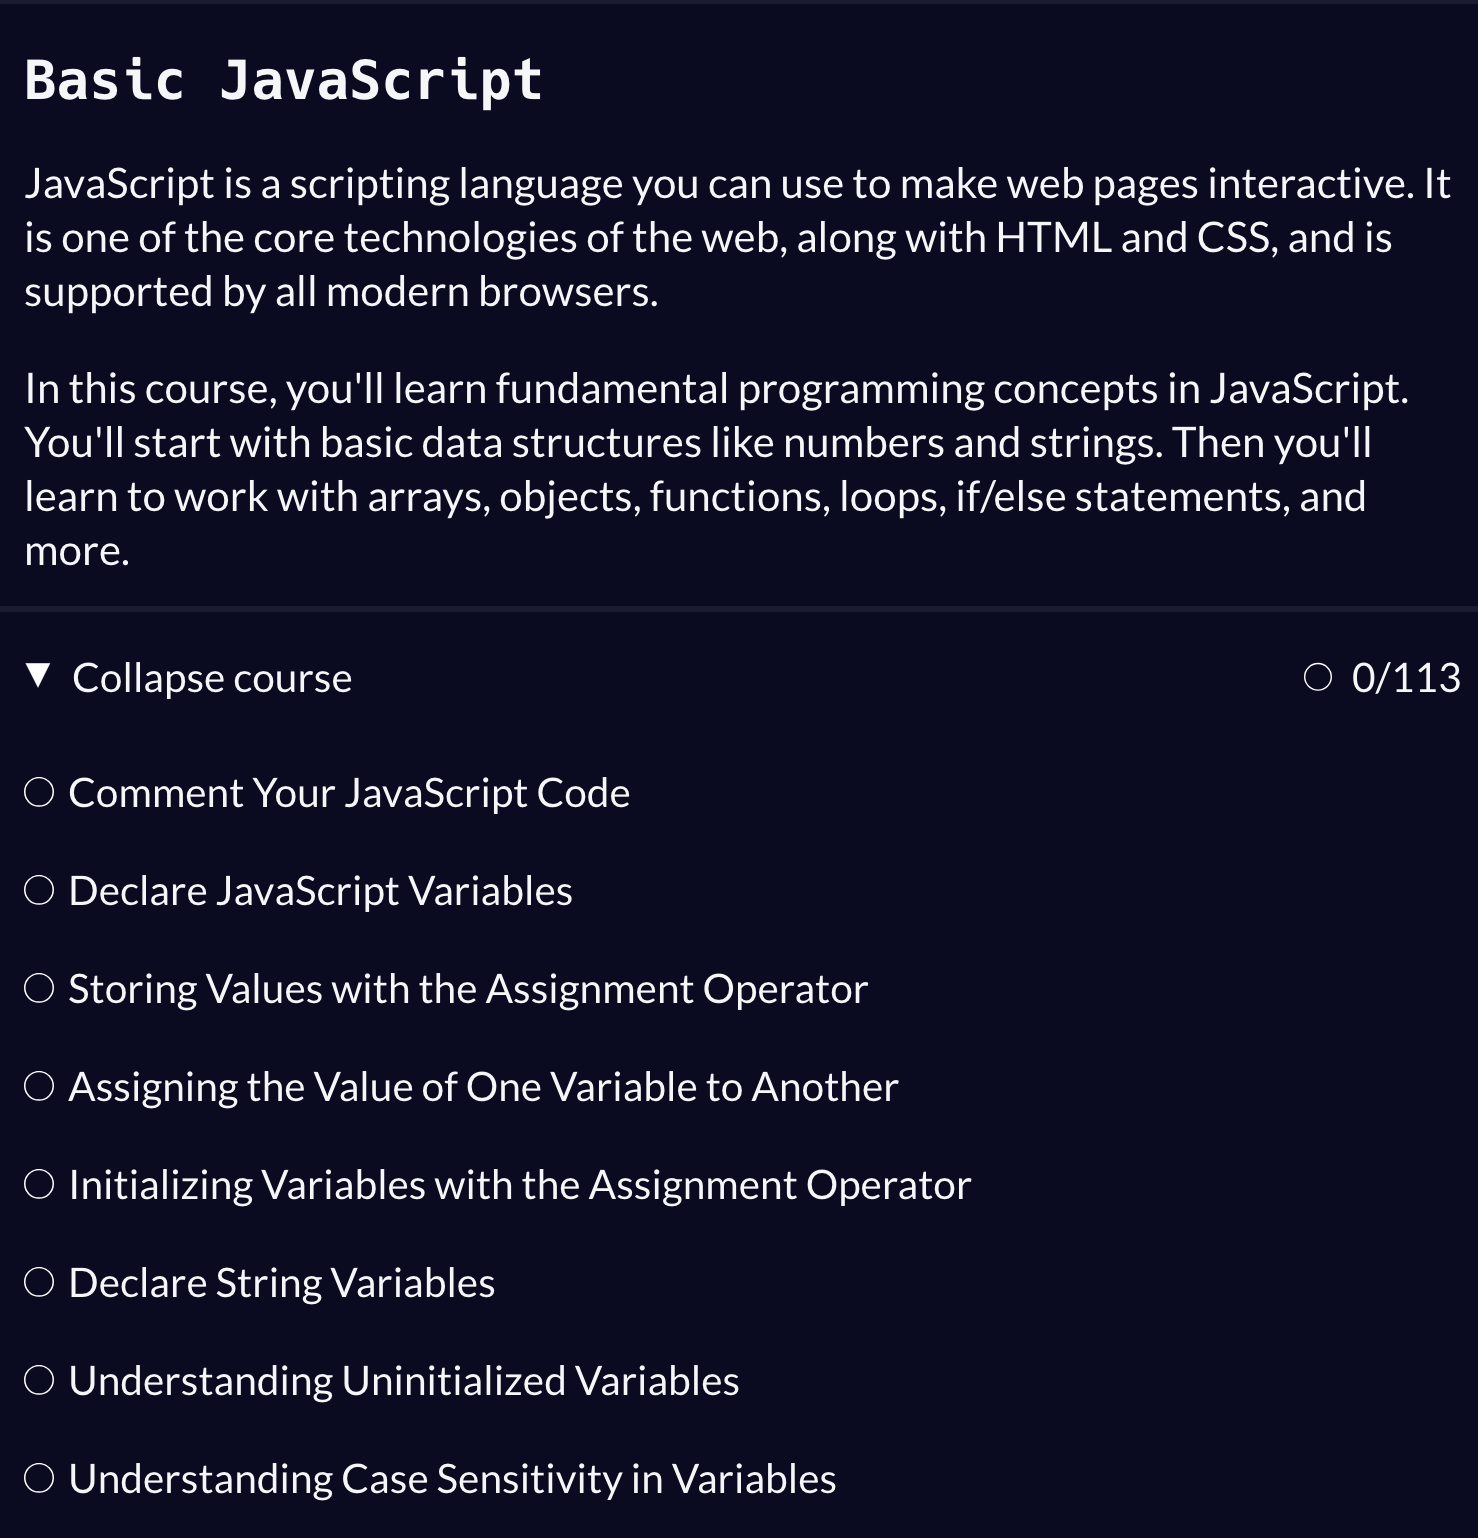 Basic JavaScript
JavaScript is a scripting language you can use to make web pages interactive. It
is one of the core technologies of the web, along with HTML and CSS, and is
supported by all modern browsers.
In this course, you'll learn fundamental programming concepts in JavaScript.
You'll start with basic data structures like numbers and strings. Then you'll
learn to work with arrays, objects, functions, loops, if/else statements, and
more.
Collapse course 0/113
Comment Your JavaScript Code
Declare JavaScript Variables
Storing Values with the Assignment Operator
Assigning the Value of One Variable to Another
Initializing Variables with the Assignment Operator
Declare String Variables
Understanding Uninitialized Variables
Understanding Case Sensitivity in Variables